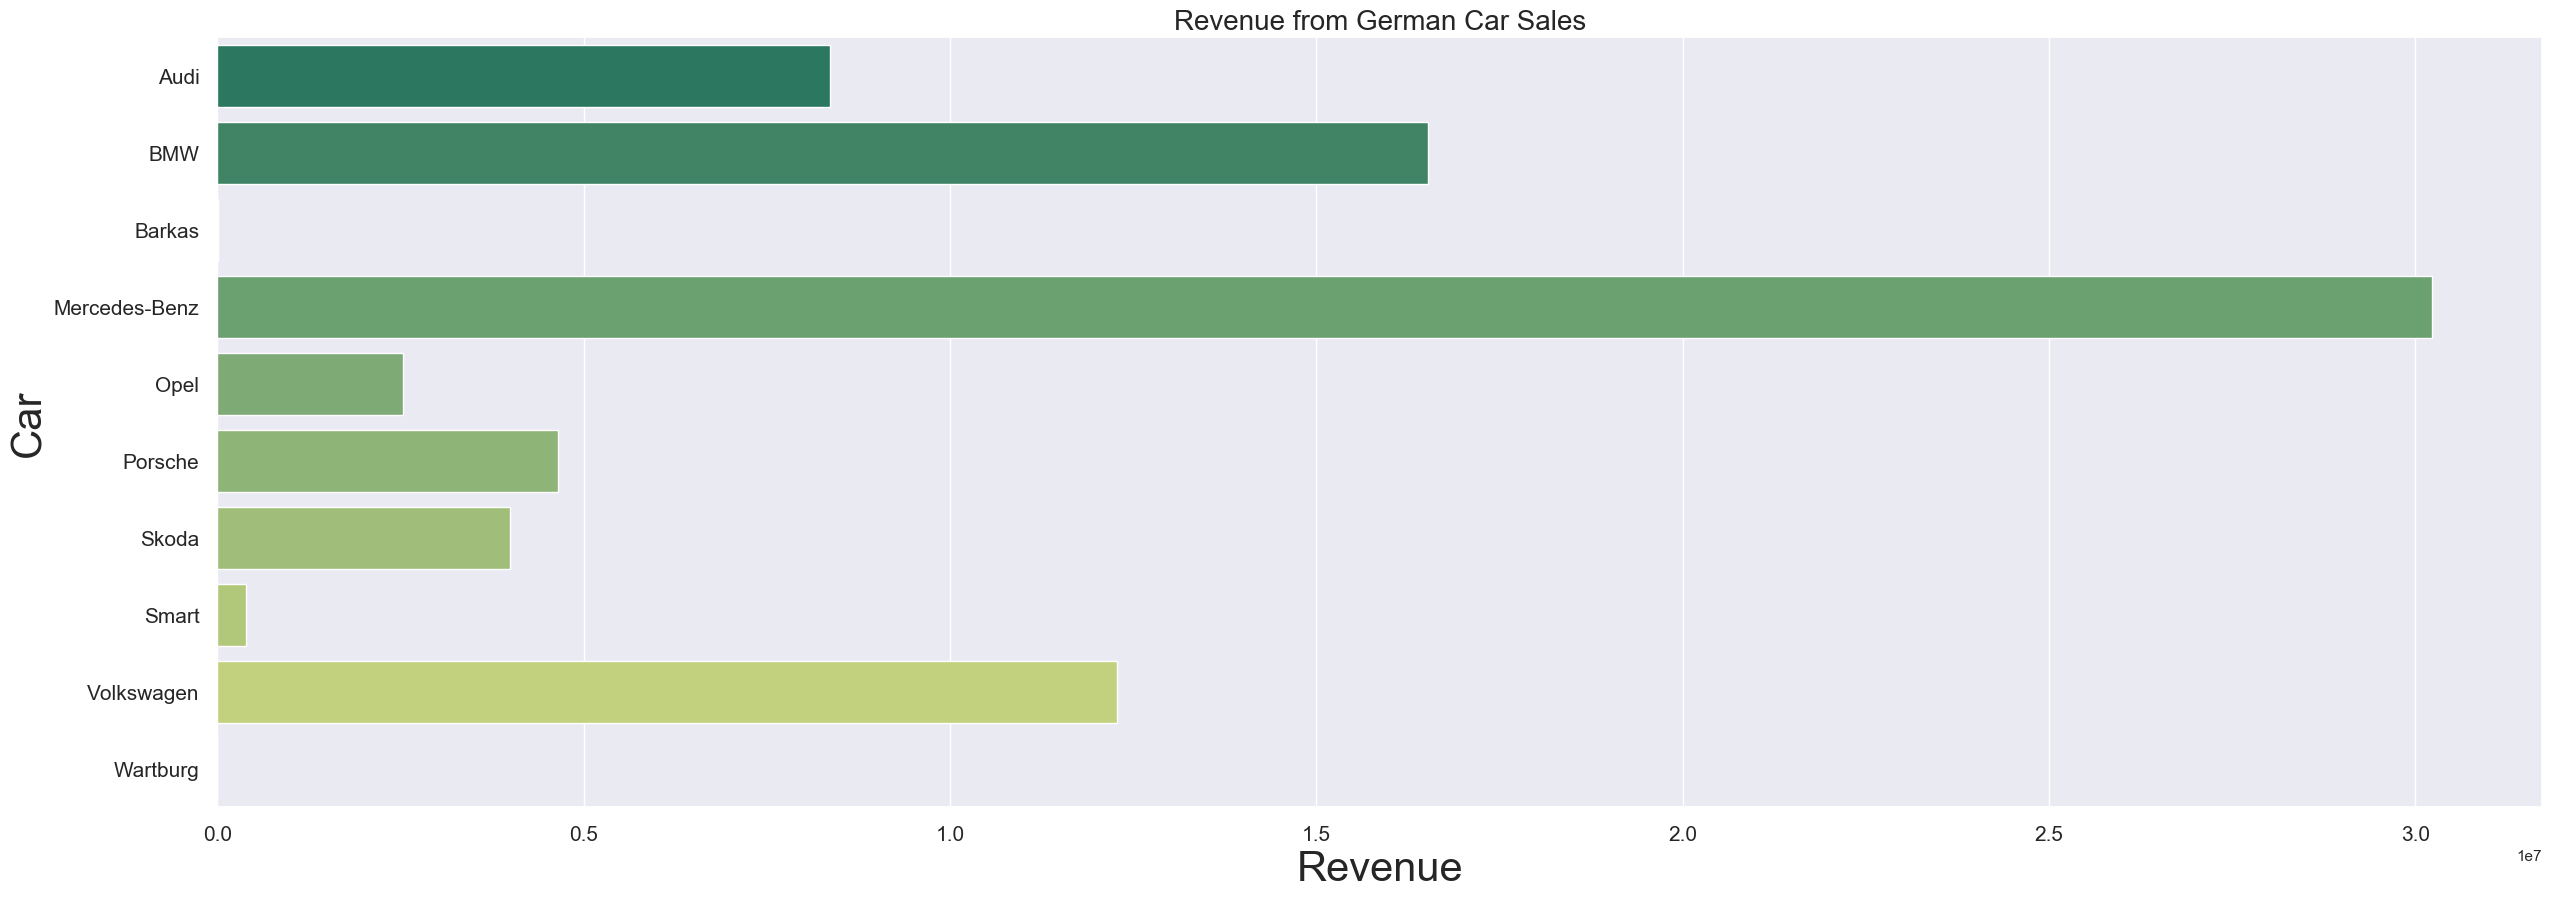 Revenue from German Car Sales
Audi
BMW
Barkas
Mercedes-Benz
Opel
Porsche
Skoda
Smart
Volkswagen
Wartburg
Car
0.0 0.5 1.0 1.5 2.0 2.5 3.0
1e7
Revenue